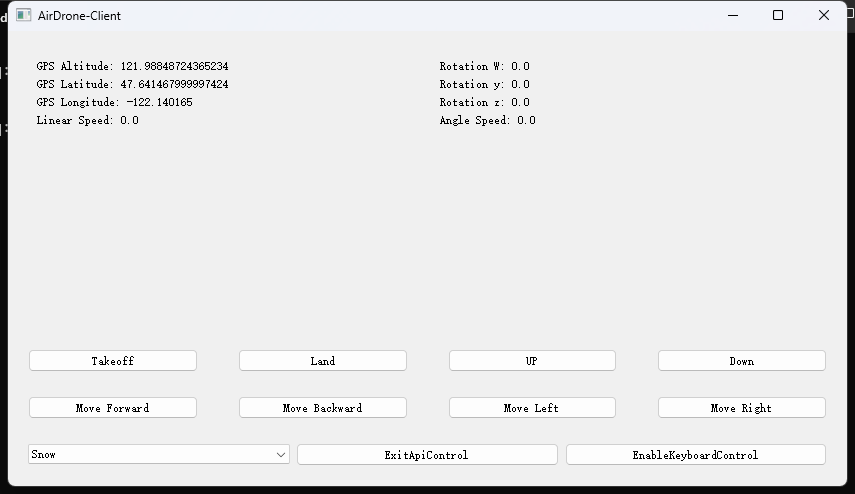 AirDrone-Client
GPS Altitude: 121.98848724365234
Rotation W: 0.0
GPS Latitude: 47.641467999997424
Rotation y: 0.0
GPS Longitude: -122.140165
Rotation z: 0.0
Linear Speed: 0.0
Angle Speed: 0.0
Takeoff
Land
UP
Down
Move Forward
Move Backward
Move Left
Move Right
Snow
ExitApiControl
EnableKeyboardControl